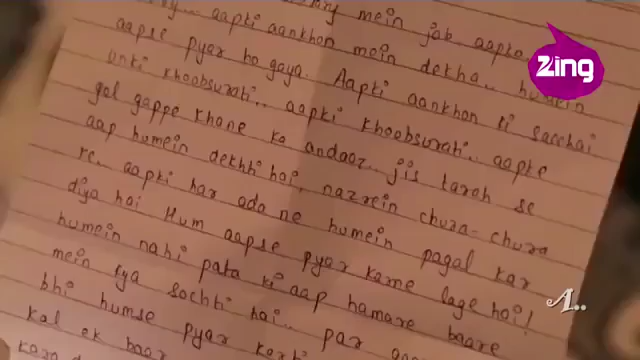 mein jab aapka
aapki aankhon mein dekha.. humein
aapse pyar ho gaya. Aapki aankhon ki sacchai
unki khoobsurati.. aapki khoobsurati.. aapke
gol gappe khane ka andaaz.. jis tarah se
aap humein dekhti hai, nazrein chura-chura
ke.. aapki har ada ne humein pagal kar
diya hai. Hum aapse pyar karne lage hai!
humein nahi pata ki aap hamare baare
mein kya sochti hai.. par
bhi humse pyar karti
kal ek baar
Zing
A..